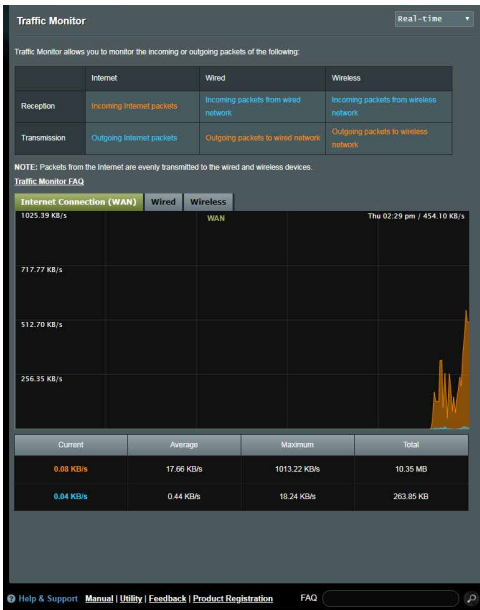 Traffic Monitor
Real-time
Traffic Monitor allows you to monitor the incoming or outgoing packets of the following:
Internet Wired Wireless
Reception Incoming Internet packets Incoming packets from wired network Incoming packets from wireless network
Transmission Outgoing Internet packets Outgoing packets to wired network Outgoing packets to wireless network
NOTE: Packets from the Internet are evenly transmitted to the wired and wireless devices.
Traffic Monitor FAQ
Internet Connection (WAN) Wired Wireless
1025.39 KB/s WAN Thu 02:29 pm / 454.10 KB/s
717.77 KB/s
512.70 KB/s
256.35 KB/s
Current Average Maximum Total
0.08 KB/s 17.66 KB/s 1013.22 KB/s 10.35 MB
0.04 KB/s 0.44 KB/s 18.24 KB/s 263.85 KB
Help & Support Manual | Utility | Feedback | Product Registration FAQ